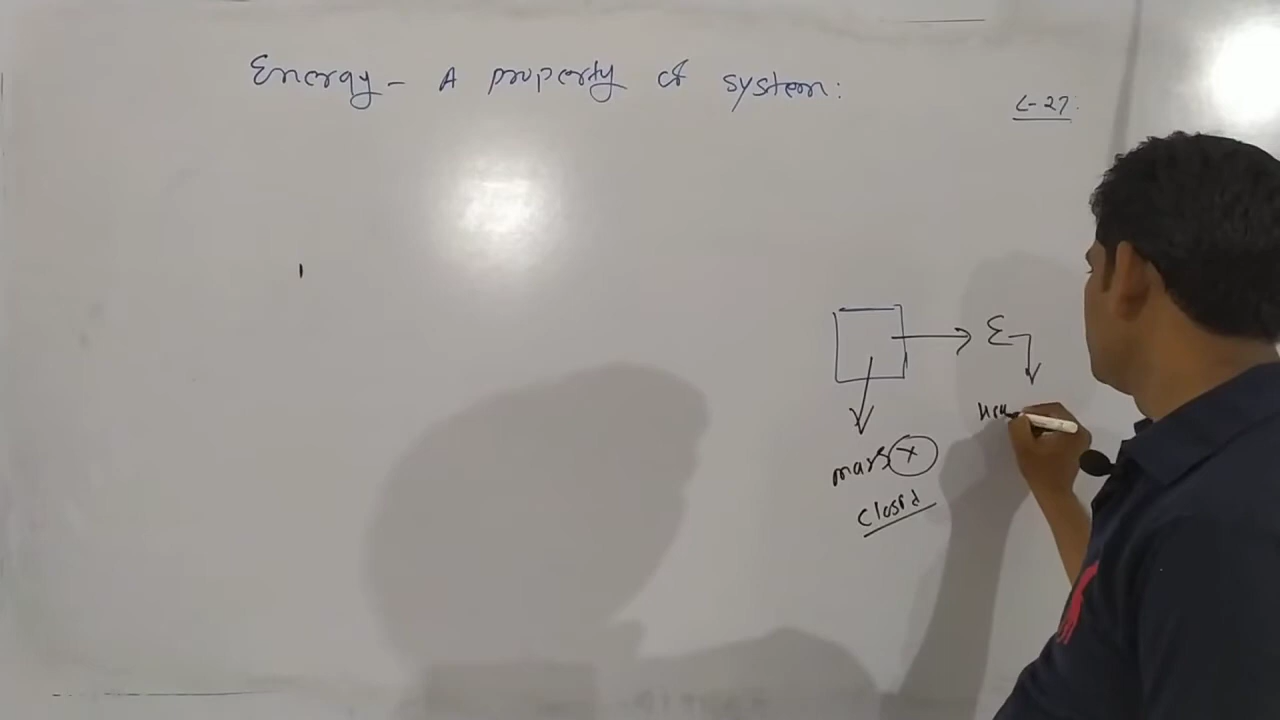 Energy - A property of system:
L-27:
E
mass x
closed